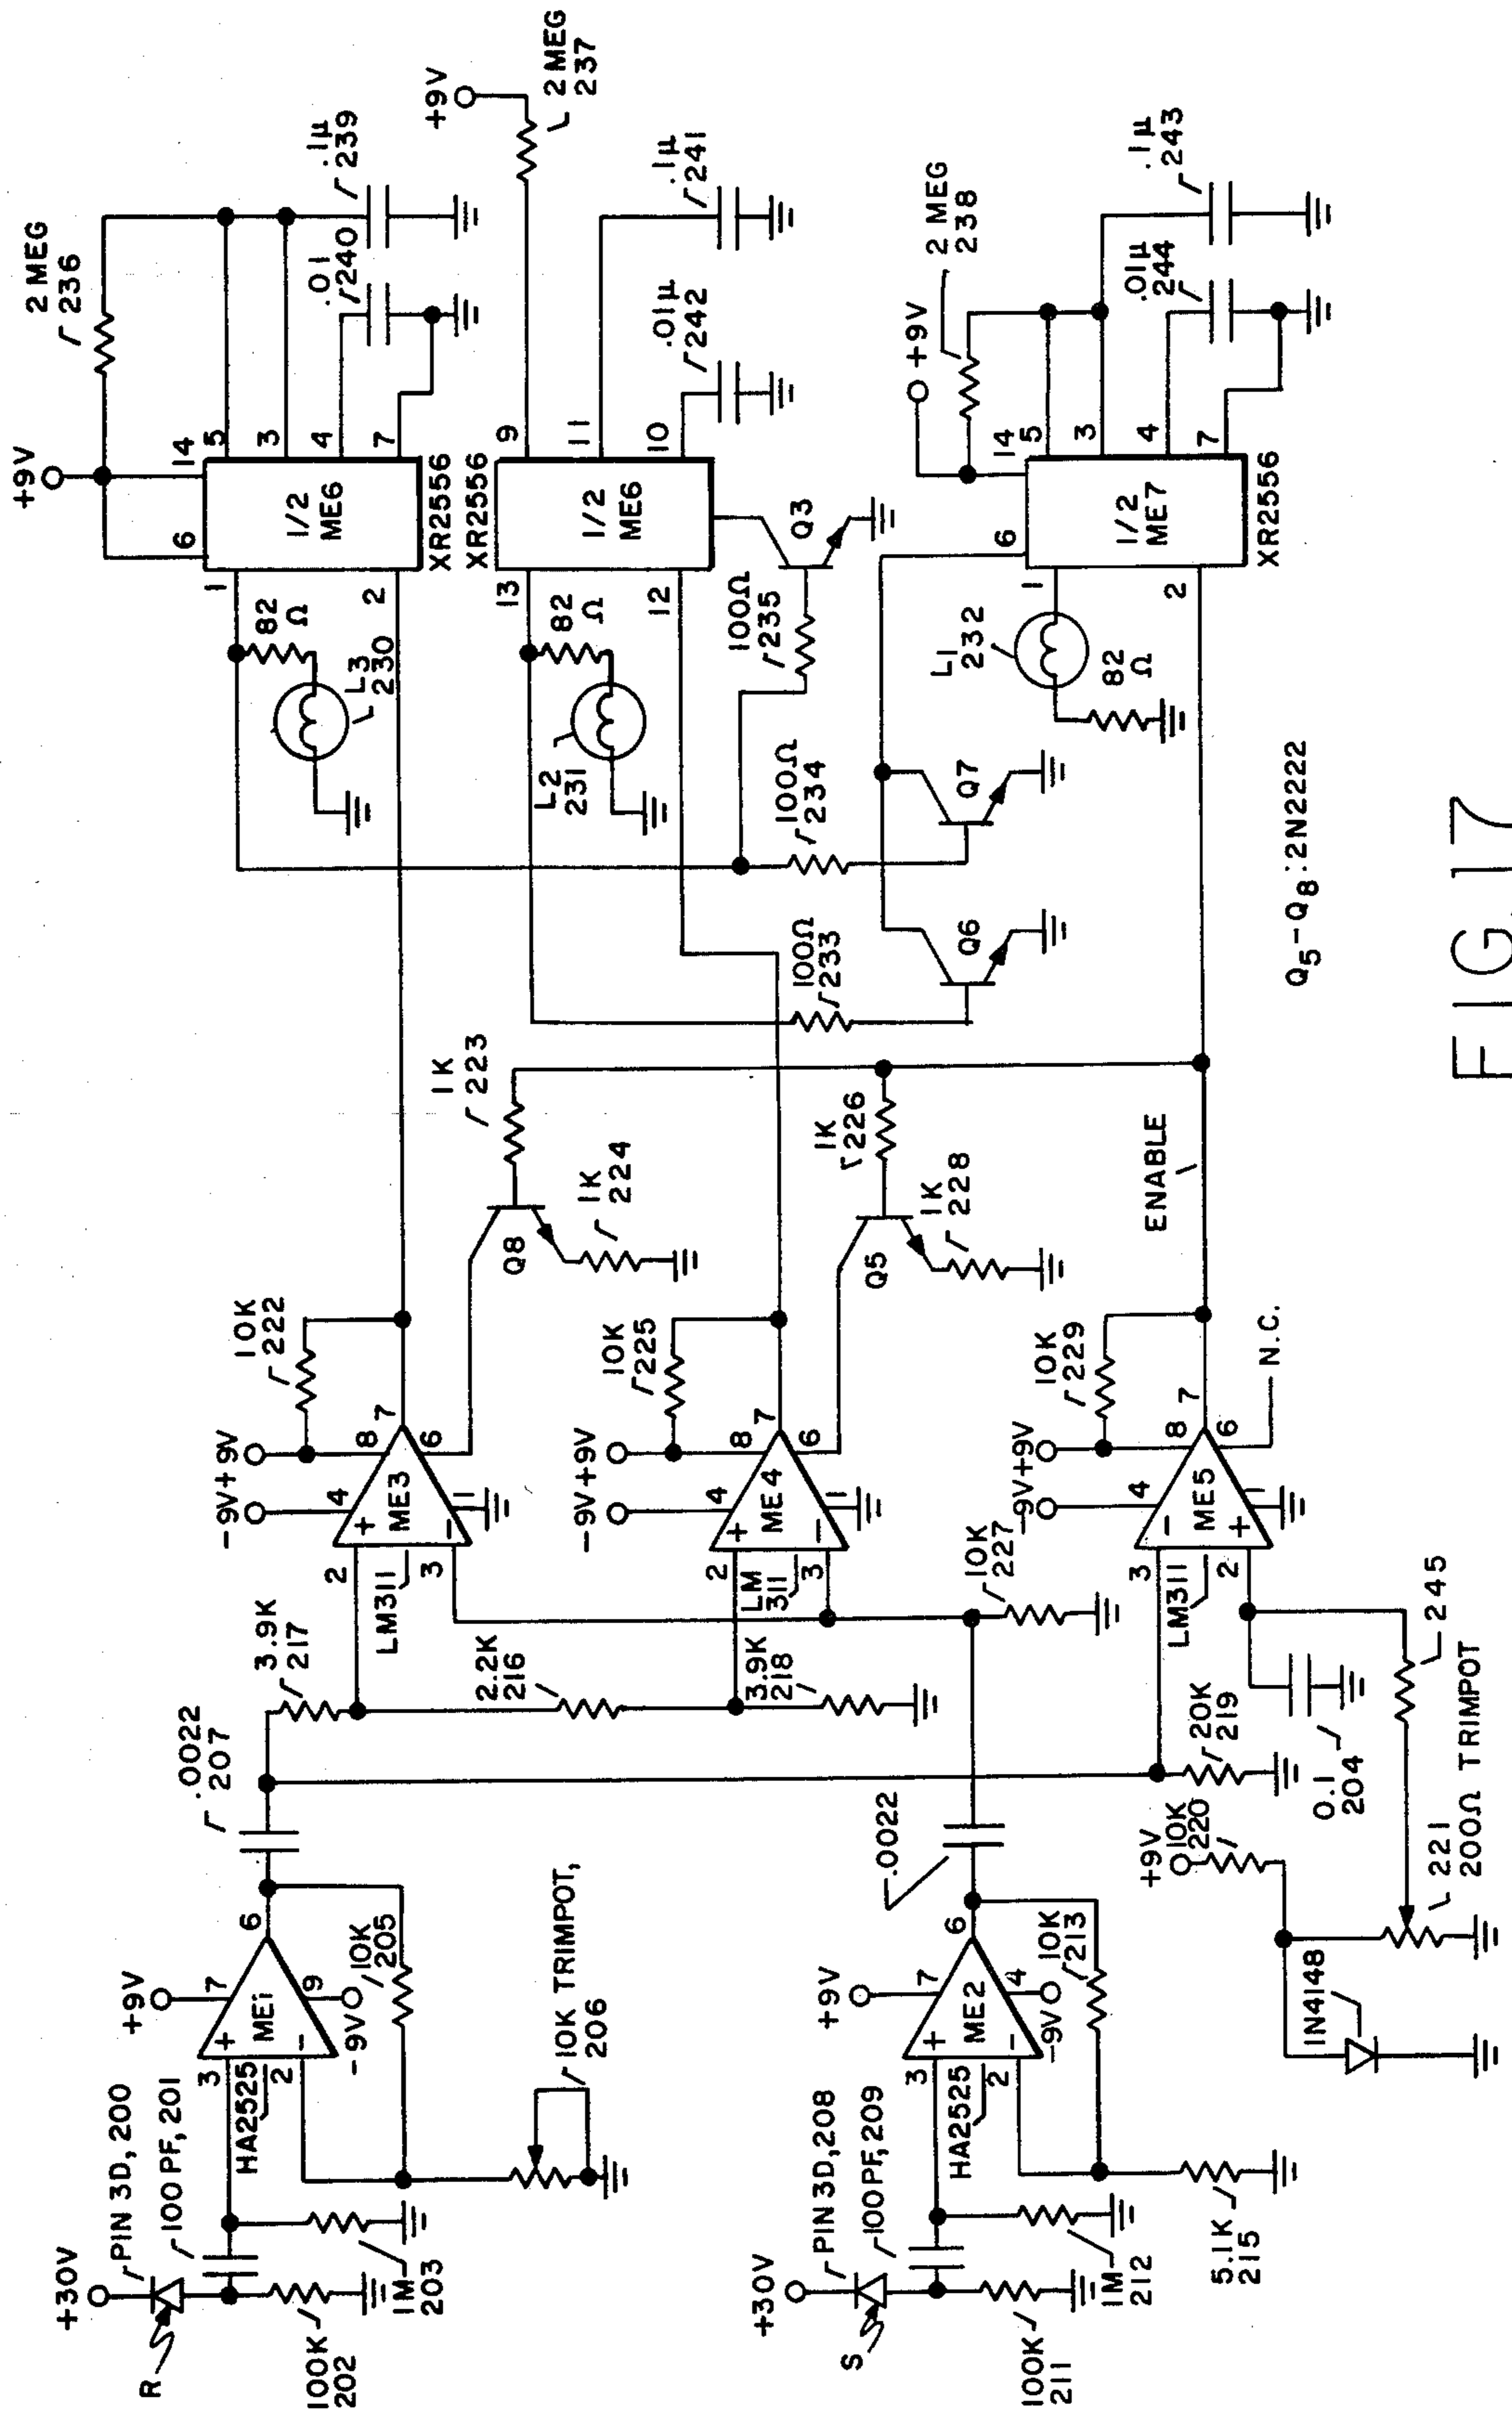 +30V
R
PIN 3D, 200
100PF, 201
100K
202
1M
203
+9V
3
+
7
HA2525
MEi
6
2
-
9
-9V
10K
205
10K TRIMPOT,
206
.0022
207
3.9K
217
2.2K
216
3.9K
218
-9V
+9V
10K
222
2
+
4
8
LM311
ME3
7
3
-
1
6
Q8
1K
223
1K
224
-9V
+9V
10K
225
2
+
4
8
LM
311
ME4
7
3
-
1
6
10K
227
Q5
1K
226
1K
228
+30V
S
PIN 3D, 208
100PF, 209
100K
211
1M
212
+9V
3
+
7
HA2525
ME2
6
2
-
4
-9V
10K
213
5.1K
215
.0022
1N4148
+9V
10K
220
20K
219
0.1
204
221
200Ω TRIMPOT
245
-9V
+9V
10K
229
3
-
4
8
LM311
ME5
7
2
+
1
6
N.C.
ENABLE
100Ω
233
Q6
100Ω
234
Q7
100Ω
235
Q3
+9V
2 MEG
236
1
6
14
82
Ω
L3
230
1/2
ME6
5
3
4
7
2
XR2556
.01
240
.1µ
239
+9V
2 MEG
237
XR2556
13
9
82
Ω
L2
231
1/2
ME6
11
10
12
.01µ
242
.1µ
241
+9V
2 MEG
238
6
14
1
L1
232
82
Ω
1/2
ME7
5
3
4
7
2
XR2556
.01µ
244
.1µ
243
Q5-Q8:2N2222
FIG.17